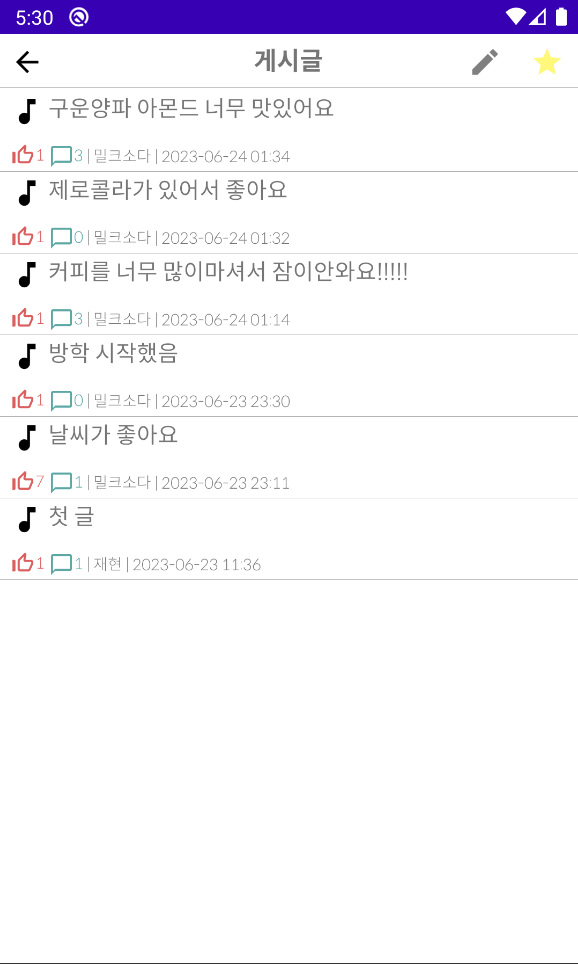 5:30
게시글
구운양파 아몬드 너무 맛있어요
1 3 | 밀크소다 | 2023-06-24 01:34
제로콜라가 있어서 좋아요
1 0 | 밀크소다 | 2023-06-24 01:32
커피를 너무 많이마셔서 잠이안와요!!!!!
1 3 | 밀크소다 | 2023-06-24 01:14
방학 시작했음
1 0 | 밀크소다 | 2023-06-23 23:30
날씨가 좋아요
7 1 | 밀크소다 | 2023-06-23 23:11
첫 글
1 1 | 재현 | 2023-06-23 11:36